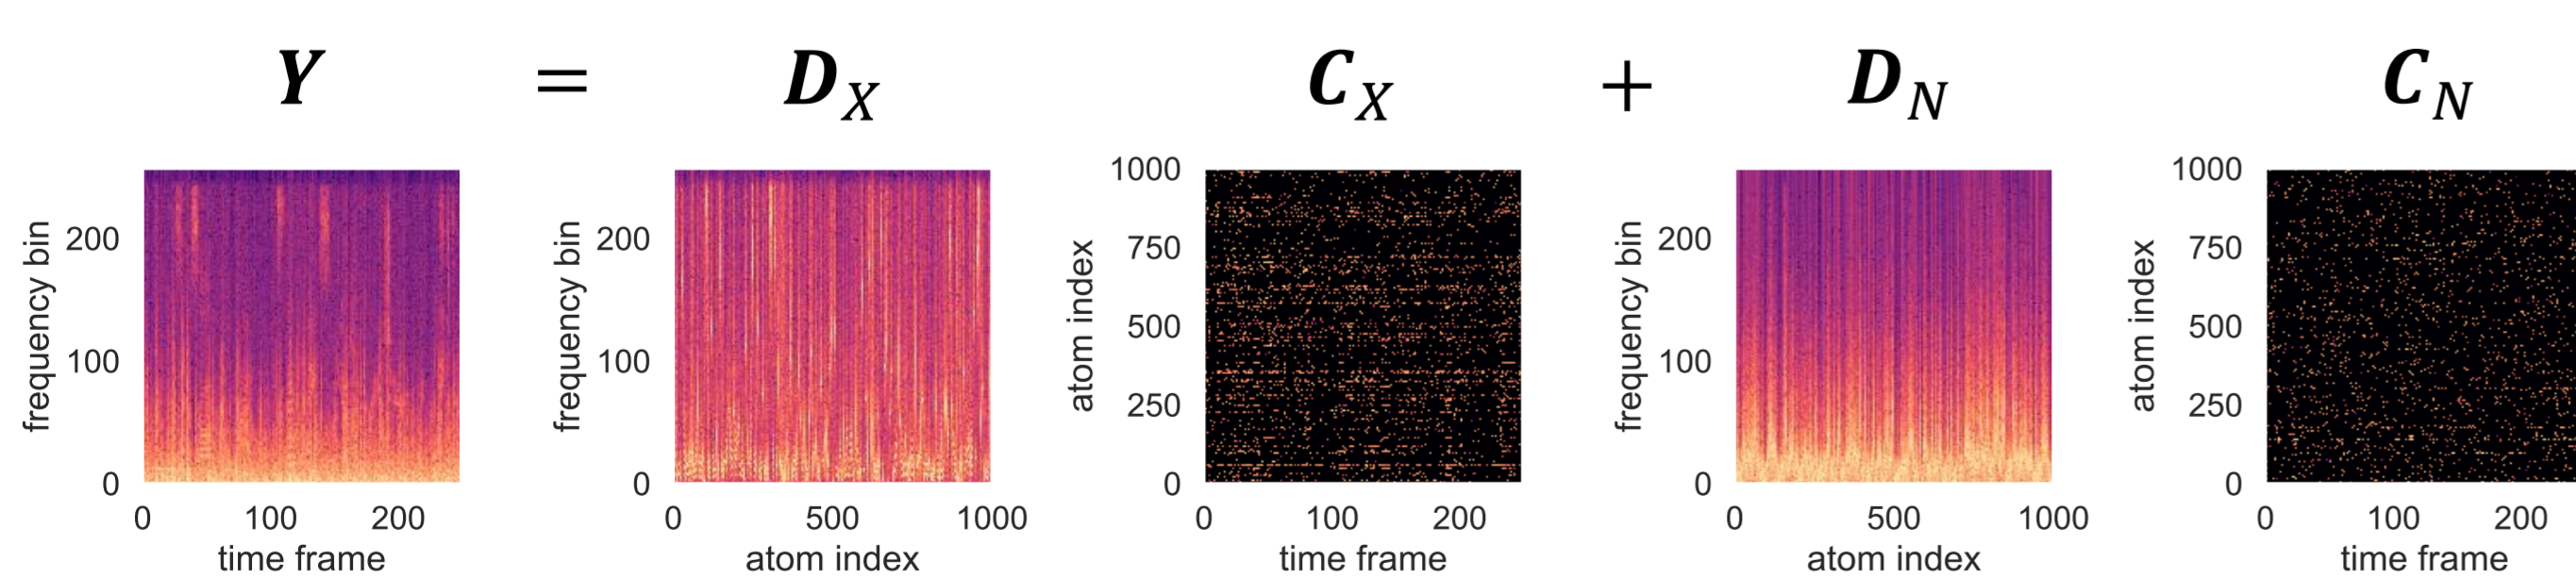 Y = D_X C_X + D_N C_N
frequency bin
200
100
0
0 100 200
time frame
frequency bin
200
100
0
0 500 1000
atom index
atom index
1000
750
500
250
0
0 100 200
time frame
frequency bin
200
100
0
0 500 1000
atom index
atom index
1000
750
500
250
0
0 100 200
time frame